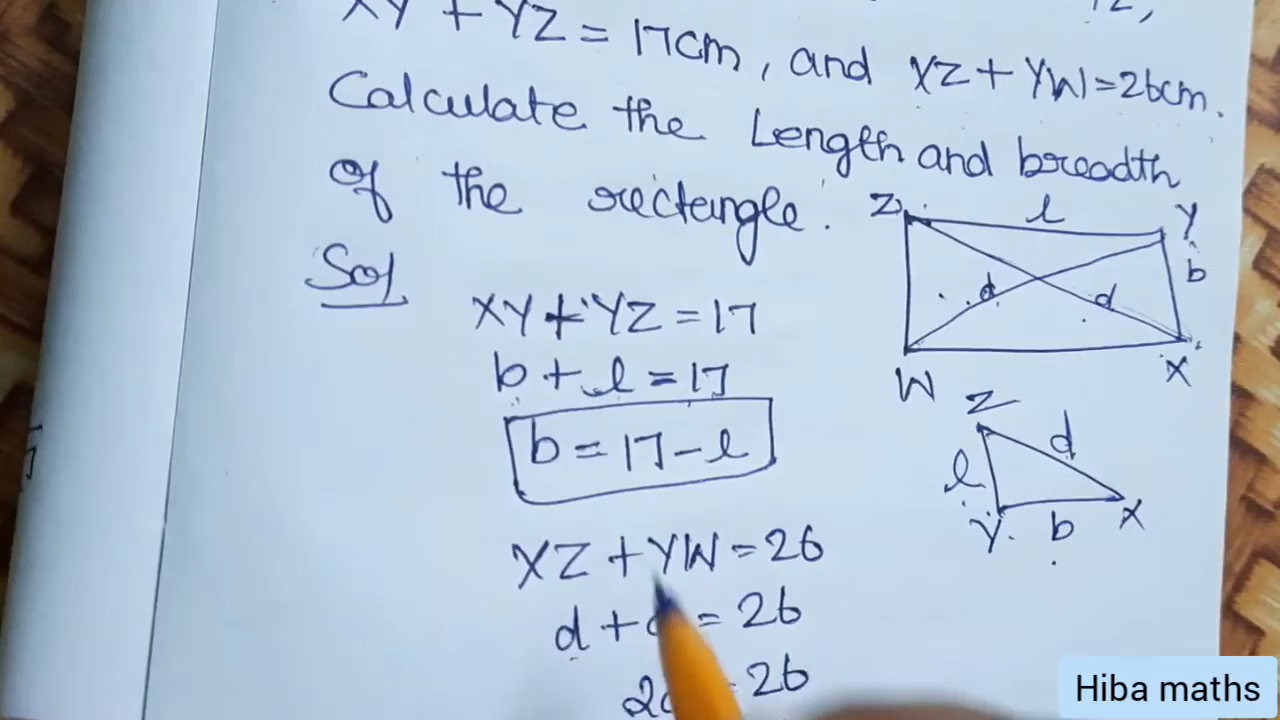 XY + YZ = 17cm, and XZ + YW = 26cm.
Calculate the Length and breadth
of the rectangle.
Sol
XY + YZ = 17
b + l = 17
b = 17 - l
XZ + YW = 26
d + = 26
2 26
Z l Y
b
d d
W X
Z
d
l
Y b X
Hiba maths